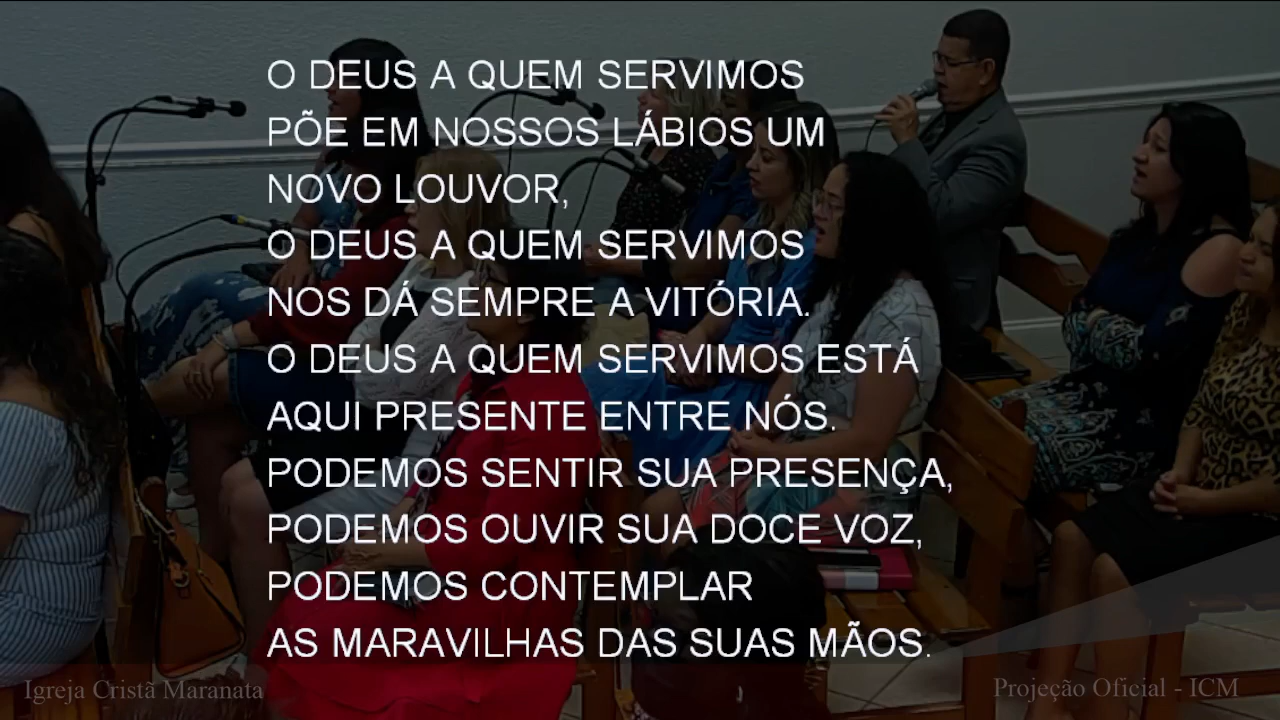 O DEUS A QUEM SERVIMOS
PÕE EM NOSSOS LÁBIOS UM
NOVO LOUVOR,
O DEUS A QUEM SERVIMOS
NOS DÁ SEMPRE A VITÓRIA.
O DEUS A QUEM SERVIMOS ESTÁ
AQUI PRESENTE ENTRE NÓS.
PODEMOS SENTIR SUA PRESENÇA,
PODEMOS OUVIR SUA DOCE VOZ,
PODEMOS CONTEMPLAR
AS MARAVILHAS DAS SUAS MÃOS.
Igreja Cristã Maranata
Projeção Oficial - ICM